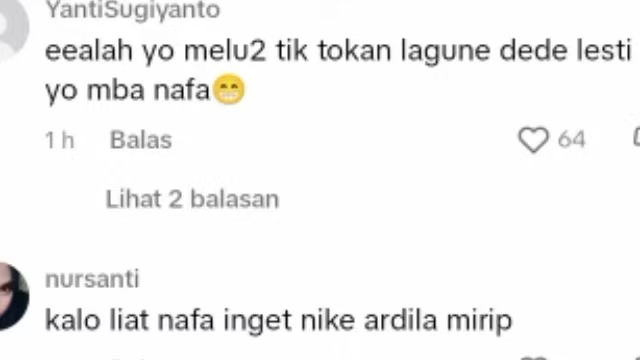 YantiSugiyanto
eealah yo melu2 tik tokan lagune dede lesti
yo mba nafa😁
1 h Balas 64
Lihat 2 balasan
nursanti
kalo liat nafa inget nike ardila mirip